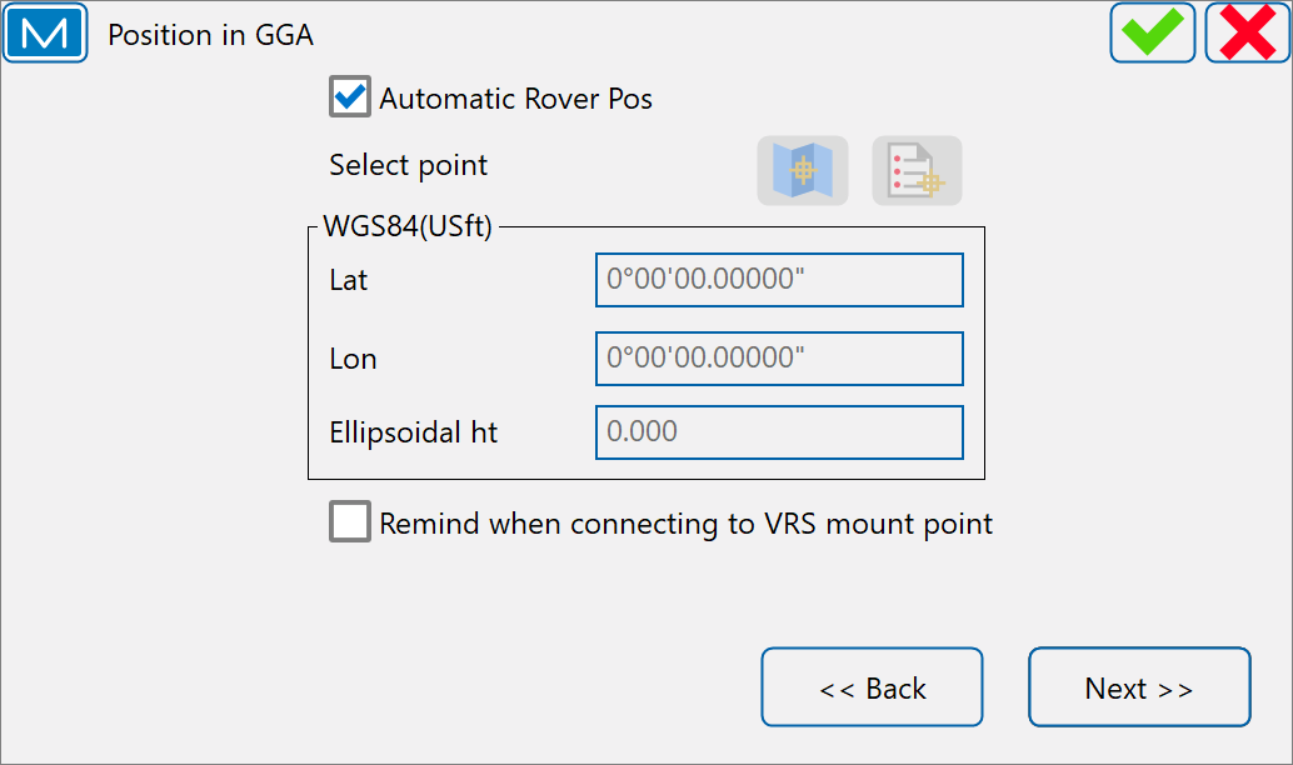 Position in GGA
Automatic Rover Pos
Select point
WGS84(USft)
Lat 0°00'00.00000"
Lon 0°00'00.00000"
Ellipsoidal ht 0.000
Remind when connecting to VRS mount point
<< Back Next >>